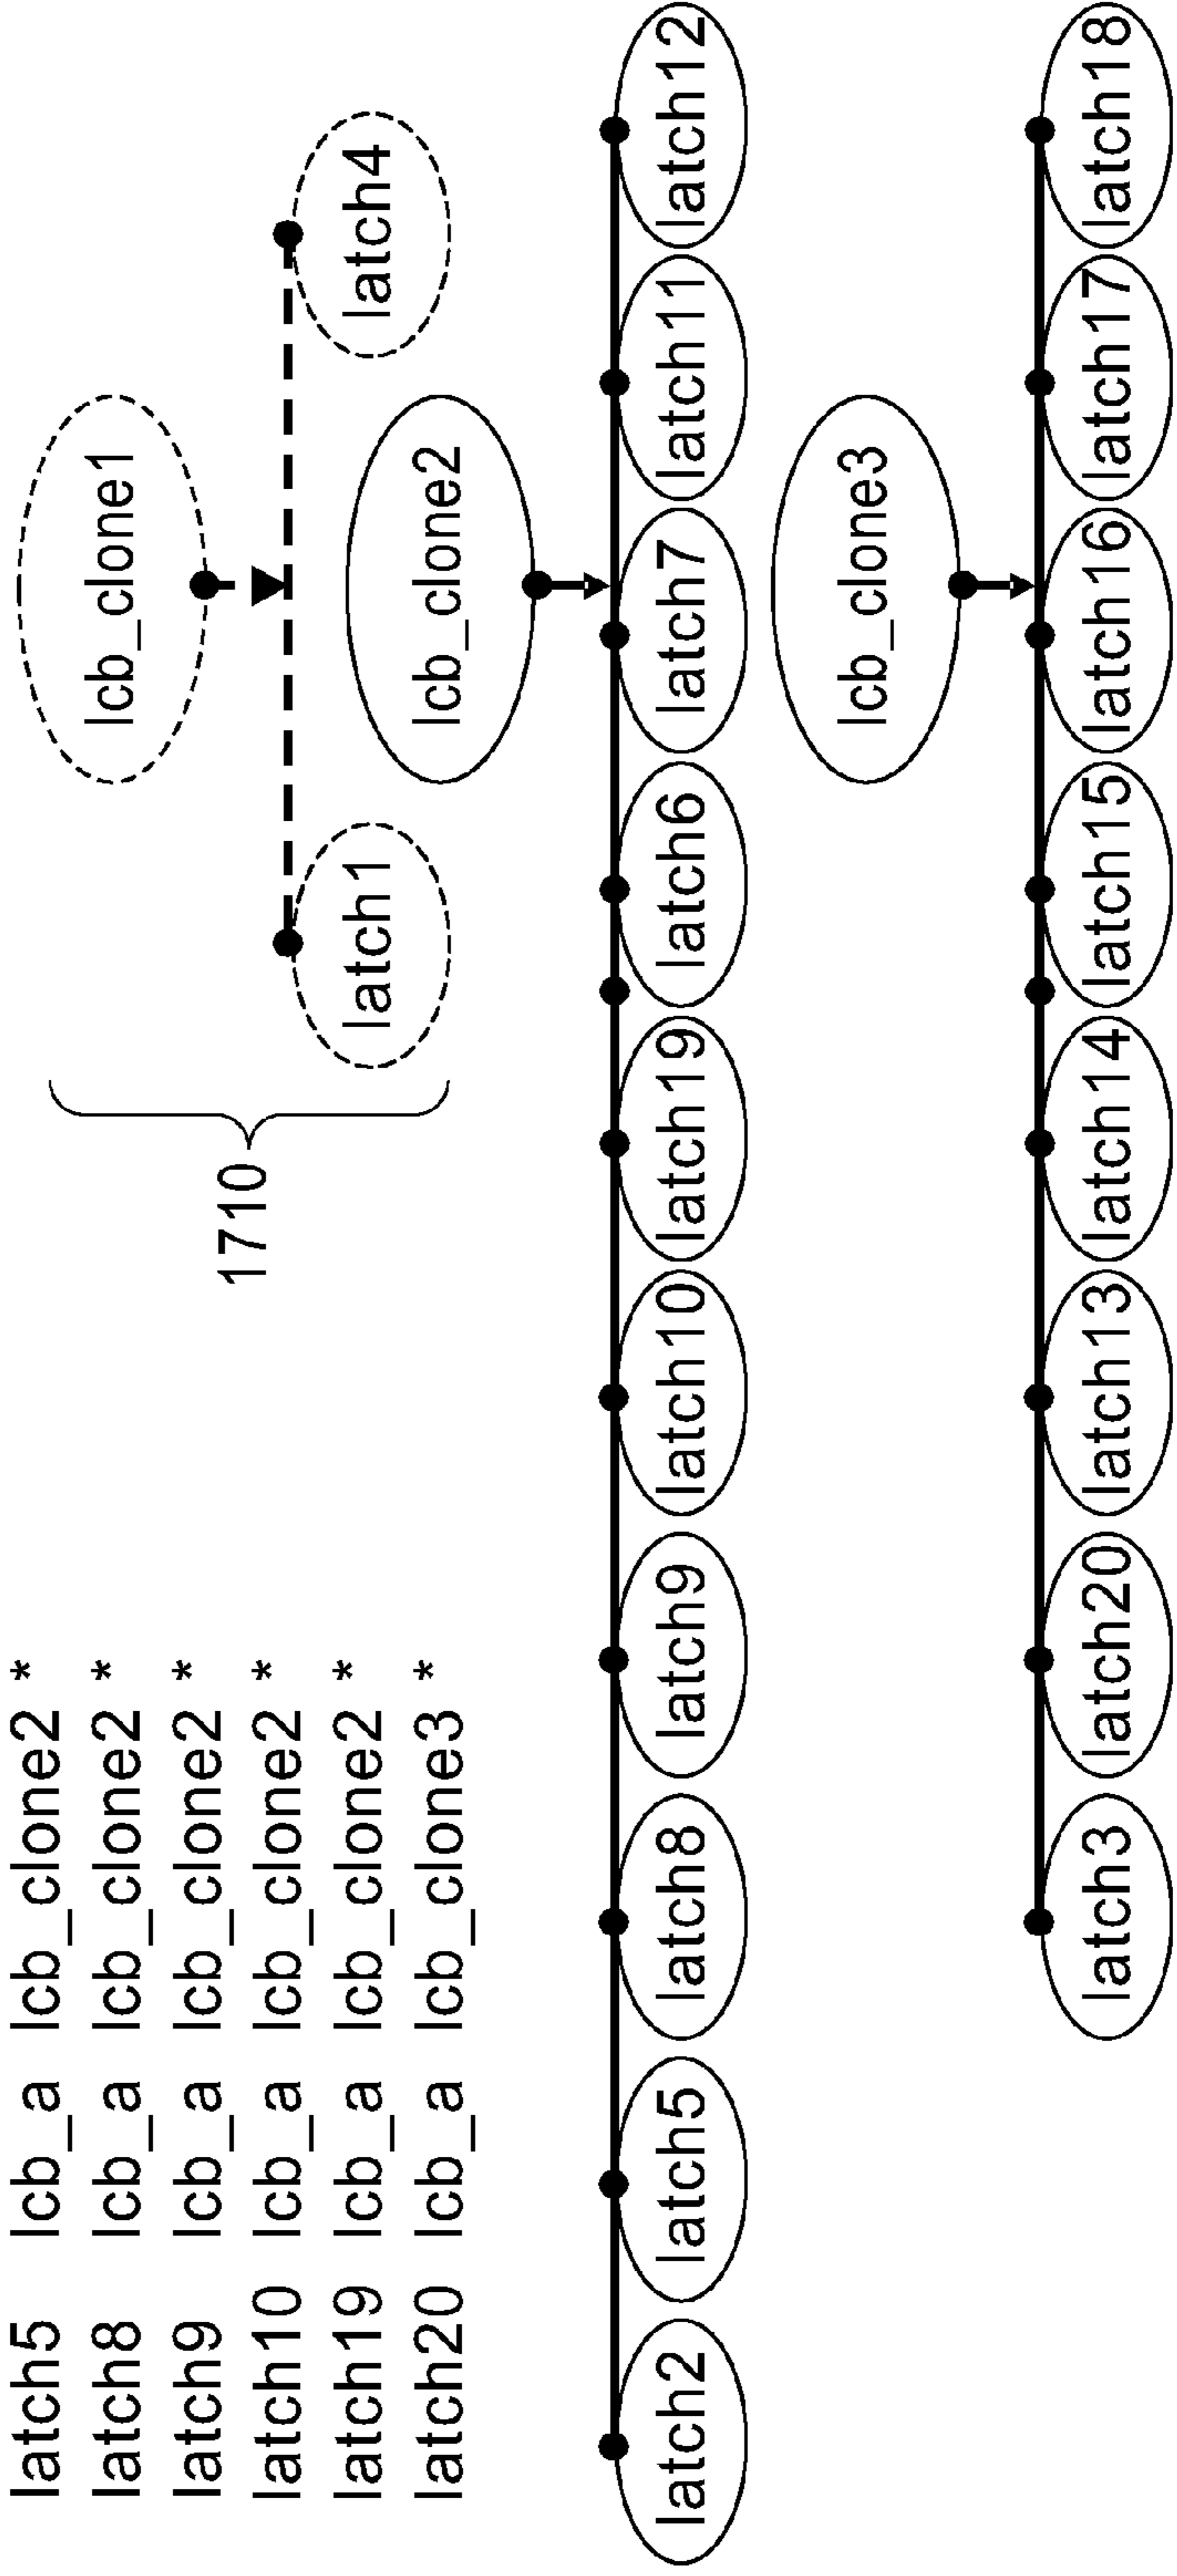 latch5 lcb_a lcb_clone2 *
latch8 lcb_a lcb_clone2 *
latch9 lcb_a lcb_clone2 *
latch10 lcb_a lcb_clone2 *
latch19 lcb_a lcb_clone2 *
latch20 lcb_a lcb_clone3 *
1710
lcb_clone1
latch1 latch4
lcb_clone2
latch2 latch5 latch8 latch9 latch10 latch19 latch6 latch7 latch11 latch12
lcb_clone3
latch3 latch20 latch13 latch14 latch15 latch16 latch17 latch18